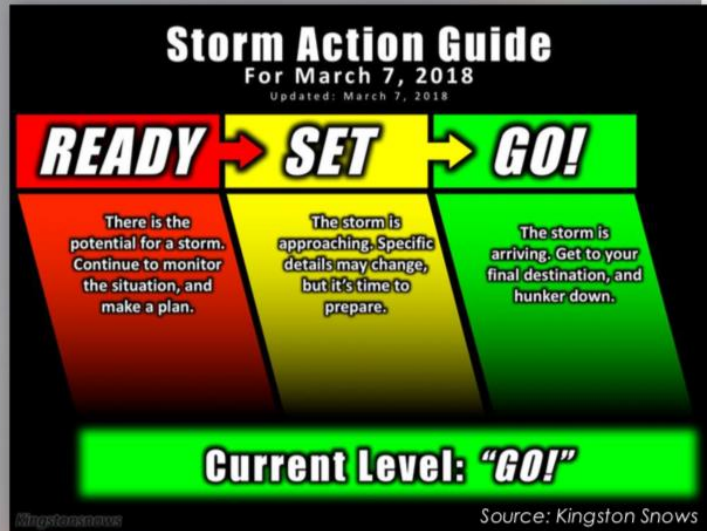 Storm Action Guide
For March 7, 2018
Updated: March 7, 2018
READY
SET
GO!
There is the
potential for a storm.
Continue to monitor
the situation, and
make a plan.
The storm is
approaching. Specific
details may change,
but it's time to
prepare.
The storm is
arriving. Get to your
final destination, and
hunker down.
Current Level: "GO!"
Kingstonsnows
Source: Kingston Snows